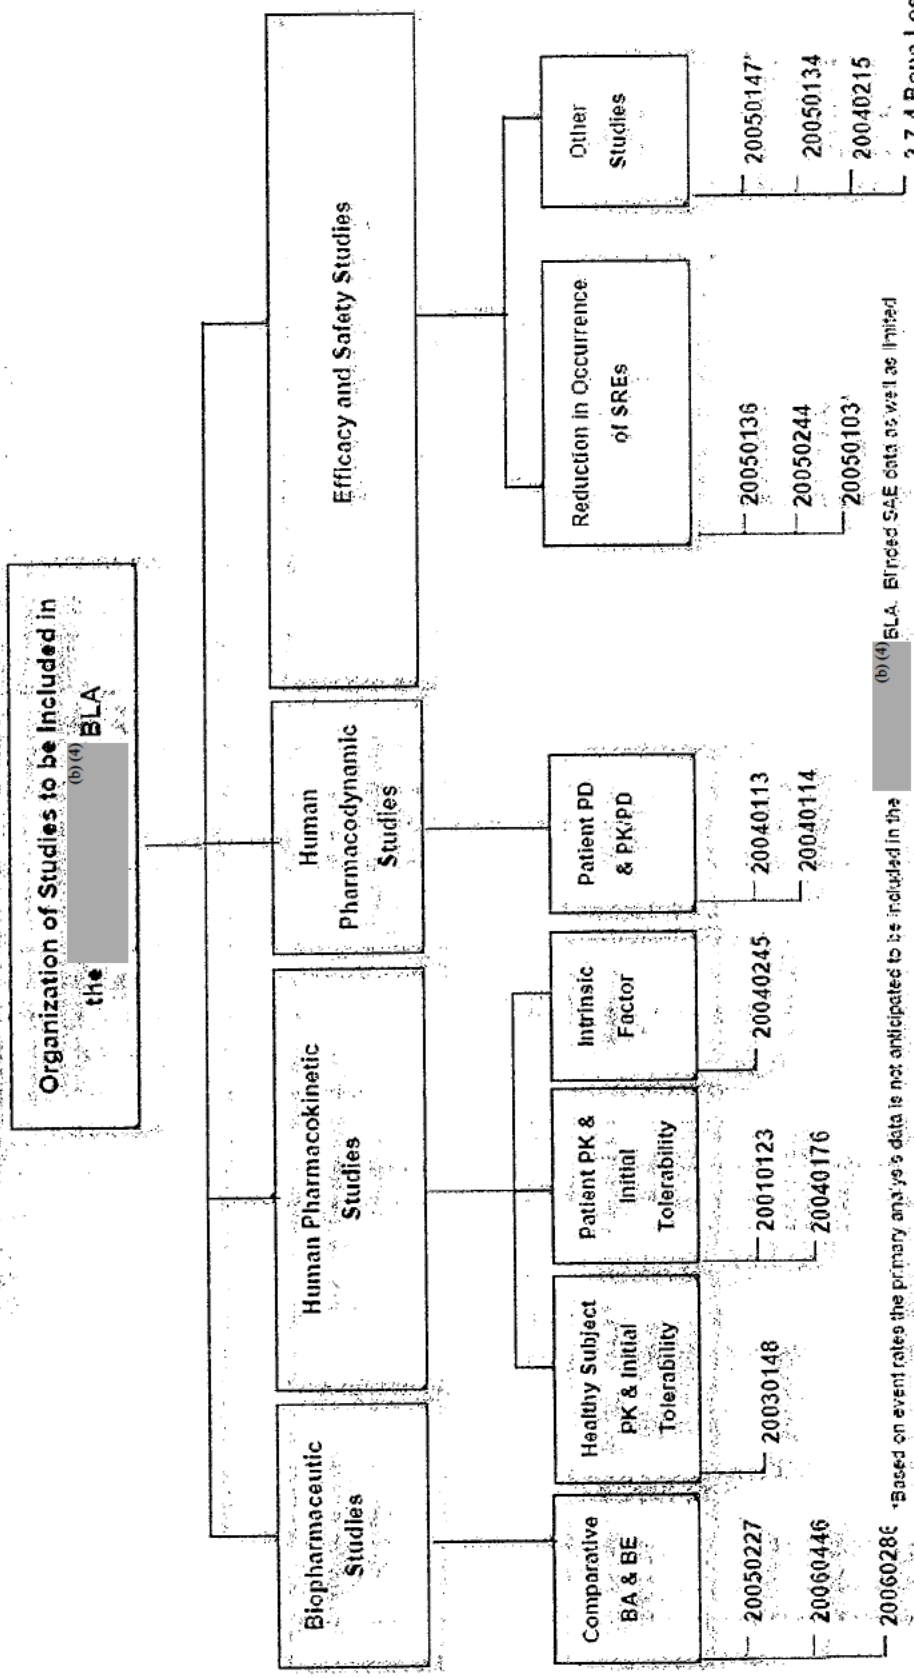 Organization of Studies to be Included in
the (b) (4) BLA
Biopharmaceutic
Studies
Human Pharmacokinetic
Studies
Human
Pharmacodynamic
Studies
Efficacy and Safety Studies
Comparative
BA & BE
20050227
20060446
20060286
Healthy Subject
PK & Initial
Tolerability
20030148
Patient PK &
Initial
Tolerability
20010123
20040176
Intrinsic
Factor
20040245
Patient PD
& PK/PD
20040113
20040114
Reduction in Occurrence
of SREs
20050136
20050244
20050103*
Other
Studies
20050147*
20050134
20040215
*Based on event rates the primary analysis data is not anticipated to be included in the (b) (4) BLA. Blinded SAE data as well as limited